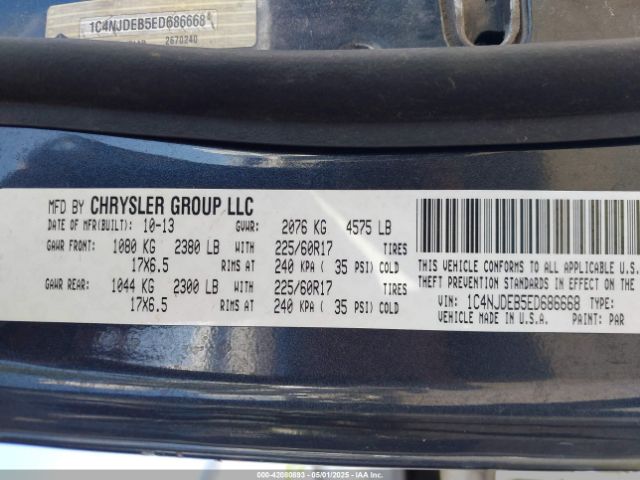 1C4NJDEB5ED686668*
2670240
MFD BY CHRYSLER GROUP LLC
DATE OF MFR(BUILT): 10-13 GVWR: 2076 KG 4575 LB
GAWR FRONT: 1080 KG 2380 LB WITH 225/60R17 TIRES
17X6.5 RIMS AT 240 KPA ( 35 PSI) COLD
GAWR REAR: 1044 KG 2300 LB WITH 225/60R17 TIRES
17X6.5 RIMS AT 240 KPA ( 35 PSI) COLD
THIS VEHICLE CONFORMS TO ALL APPLICABLE U.S.
THEFT PREVENTION STANDARDS IN EFFECT ON THE
VIN: 1C4NJDEB5ED686668 TYPE:
VEHICLE MADE IN U.S.A. PAINT: PAR
000-42080893 - 05/01/2025 - IAAI.com